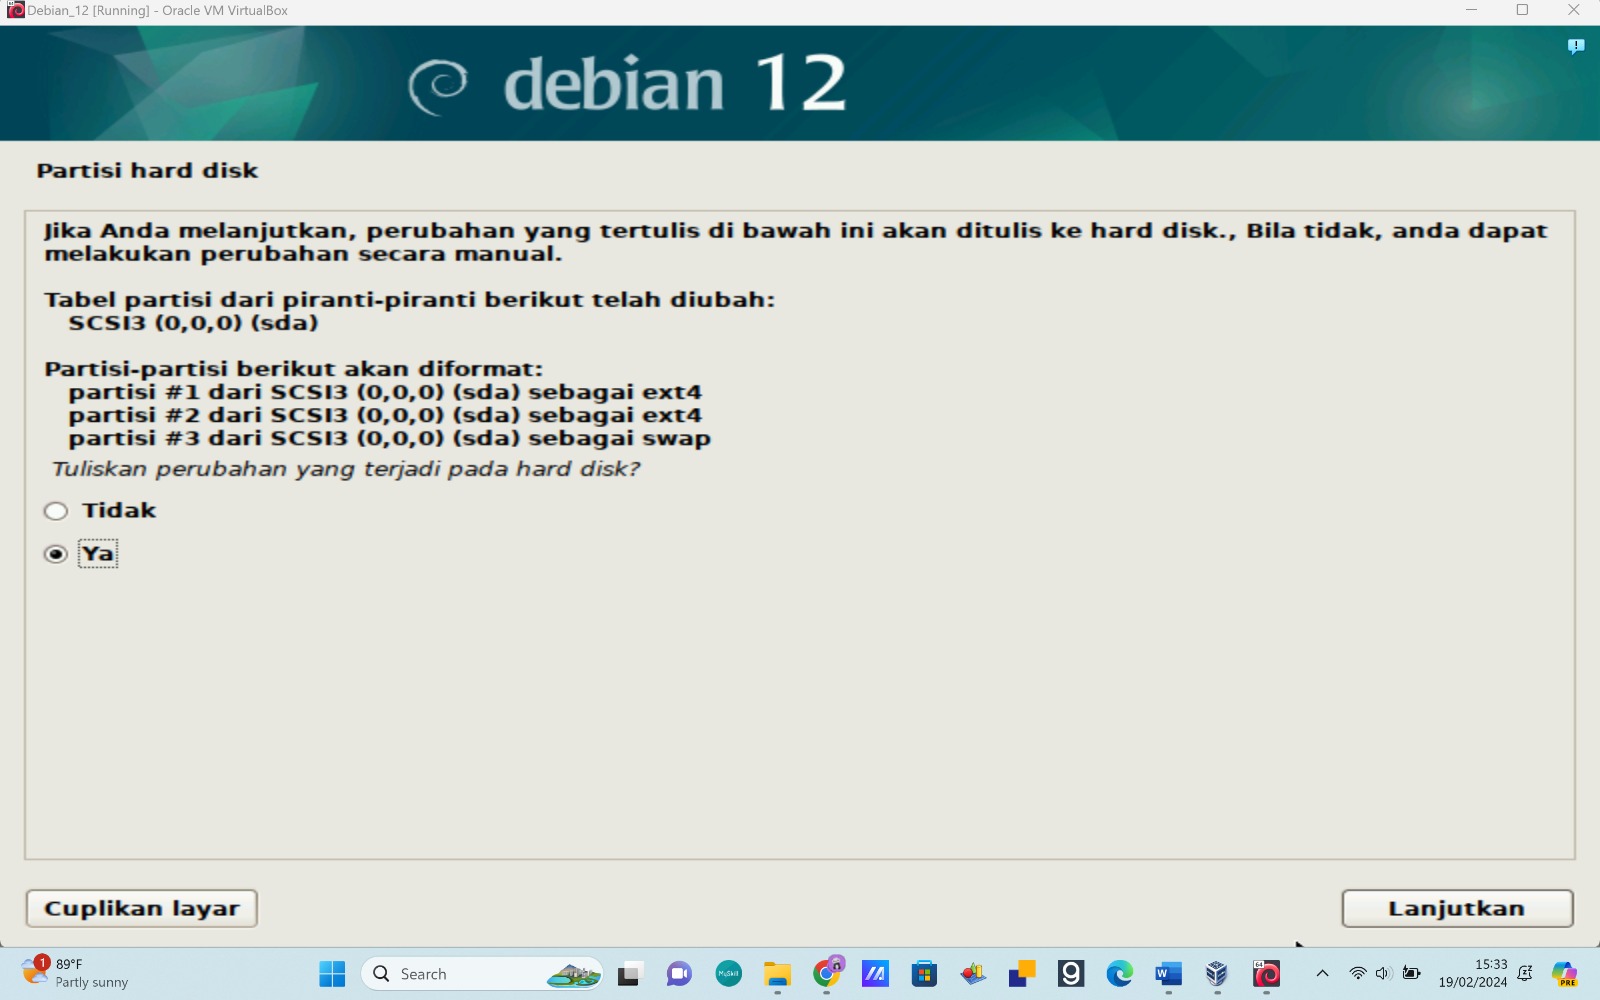 Debian_12 [Running] - Oracle VM VirtualBox
debian 12
Partisi hard disk
Jika Anda melanjutkan, perubahan yang tertulis di bawah ini akan ditulis ke hard disk., Bila tidak, anda dapat
melakukan perubahan secara manual.
Tabel partisi dari piranti-piranti berikut telah diubah:
SCSI3 (0,0,0) (sda)
Partisi-partisi berikut akan diformat:
partisi #1 dari SCSI3 (0,0,0) (sda) sebagai ext4
partisi #2 dari SCSI3 (0,0,0) (sda) sebagai ext4
partisi #3 dari SCSI3 (0,0,0) (sda) sebagai swap
Tuliskan perubahan yang terjadi pada hard disk?
Tidak
Ya
Cuplikan layar
Lanjutkan
1
89°F
Partly sunny
Search
MySkill
g
W
64
15:33
19/02/2024
PRE